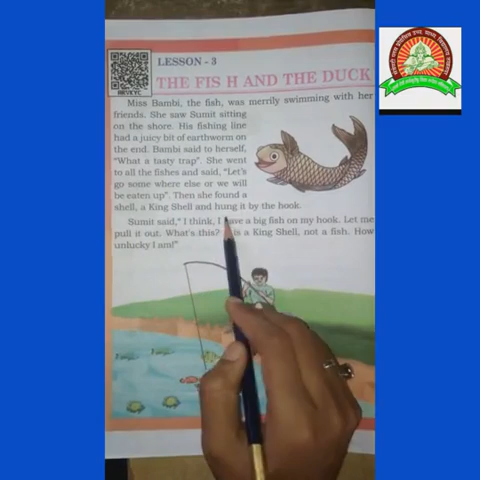 LESSON - 3
THE FIS H AND THE DUCK
Miss Bambi, the fish, was merrily swimming with her
friends. She saw Sumit sitting
on the shore. His fishing line
had a juicy bit of earthworm on
the end. Bambi said to herself,
"What a tasty trap". She went
to all the fishes and said, "Let's
go some where else or we will
be eaten up". Then she found a
shell, a King Shell and hung it by the hook.
Sumit said," I think, I have a big fish on my hook. Let me
pull it out. What's this? is a King Shell, not a fish. How
unlucky I am!"